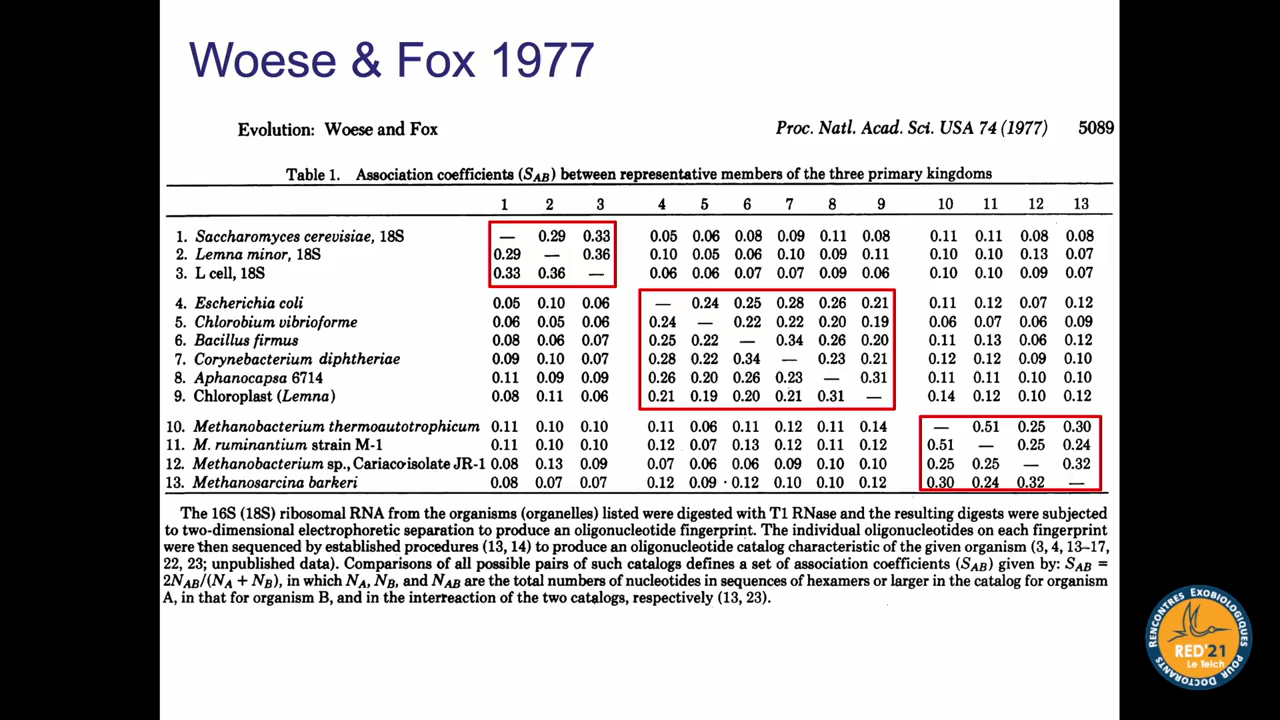 Woese & Fox 1977
Evolution: Woese and Fox
Proc. Natl. Acad. Sci. USA 74 (1977) 5089
Table 1. Association coefficients (SAB) between representative members of the three primary kingdoms
1 2 3 4 5 6 7 8 9 10 11 12 13
1. Saccharomyces cerevisiae, 18S — 0.29 0.33 0.05 0.06 0.08 0.09 0.11 0.08 0.11 0.11 0.08 0.08
2. Lemna minor, 18S 0.29 — 0.36 0.10 0.05 0.06 0.10 0.09 0.11 0.10 0.10 0.13 0.07
3. L cell, 18S 0.33 0.36 — 0.06 0.06 0.07 0.07 0.09 0.06 0.10 0.10 0.09 0.07
4. Escherichia coli 0.05 0.10 0.06 — 0.24 0.25 0.28 0.26 0.21 0.11 0.12 0.07 0.12
5. Chlorobium vibrioforme 0.06 0.05 0.06 0.24 — 0.22 0.22 0.20 0.19 0.06 0.07 0.06 0.09
6. Bacillus firmus 0.08 0.06 0.07 0.25 0.22 — 0.34 0.26 0.20 0.11 0.13 0.06 0.12
7. Corynebacterium diphtheriae 0.09 0.10 0.07 0.28 0.22 0.34 — 0.23 0.21 0.12 0.12 0.09 0.10
8. Aphanocapsa 6714 0.11 0.09 0.09 0.26 0.20 0.26 0.23 — 0.31 0.11 0.11 0.10 0.10
9. Chloroplast (Lemna) 0.08 0.11 0.06 0.21 0.19 0.20 0.21 0.31 — 0.14 0.12 0.10 0.12
10. Methanobacterium thermoautotrophicum 0.11 0.10 0.10 0.11 0.06 0.11 0.12 0.11 0.14 — 0.51 0.25 0.30
11. M. ruminantium strain M-1 0.11 0.10 0.10 0.12 0.07 0.13 0.12 0.11 0.12 0.51 — 0.25 0.24
12. Methanobacterium sp., Cariaco isolate JR-1 0.08 0.13 0.09 0.07 0.06 0.06 0.09 0.10 0.10 0.25 0.25 — 0.32
13. Methanosarcina barkeri 0.08 0.07 0.07 0.12 0.09 0.12 0.10 0.10 0.12 0.30 0.24 0.32 —
The 16S (18S) ribosomal RNA from the organisms (organelles) listed were digested with T1 RNase and the resulting digests were subjected
to two-dimensional electrophoretic separation to produce an oligonucleotide fingerprint. The individual oligonucleotides on each fingerprint
were then sequenced by established procedures (13, 14) to produce an oligonucleotide catalog characteristic of the given organism (3, 4, 13–17,
22, 23; unpublished data). Comparisons of all possible pairs of such catalogs defines a set of association coefficients (SAB) given by: SAB =
2NAB/(NA + NB), in which NA, NB, and NAB are the total numbers of nucleotides in sequences of hexamers or larger in the catalog for organism
A, in that for organism B, and in the interreaction of the two catalogs, respectively (13, 23).
RENCONTRES EXOBIOLOGIQUES
POUR DOCTORANTS
RED'21
Le Teich